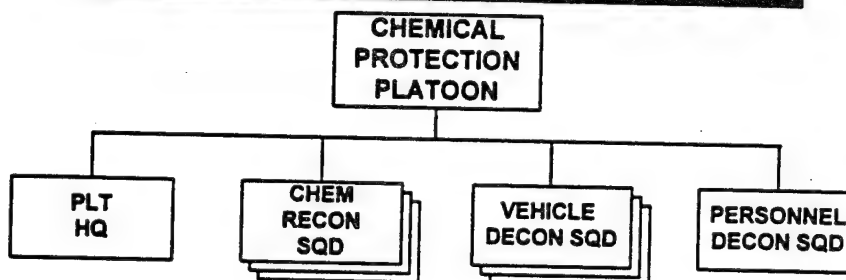 CHEMICAL
PROTECTION
PLATOON
PLT
HQ
CHEM
RECON
SQD
VEHICLE
DECON SQD
PERSONNEL
DECON SQD